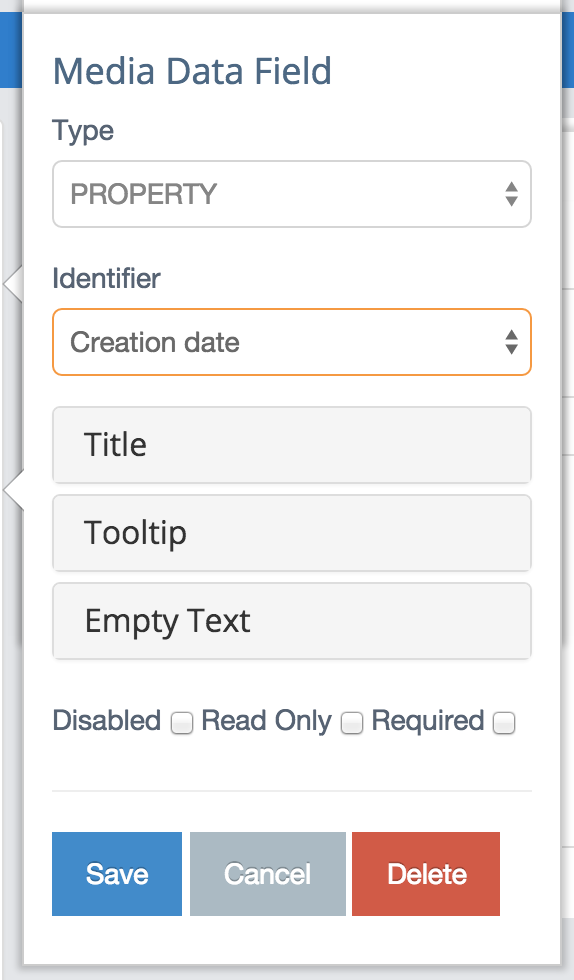 Media Data Field
Type
PROPERTY
Identifier
Creation date
Title
Tooltip
Empty Text
Disabled Read Only Required
Save Cancel Delete